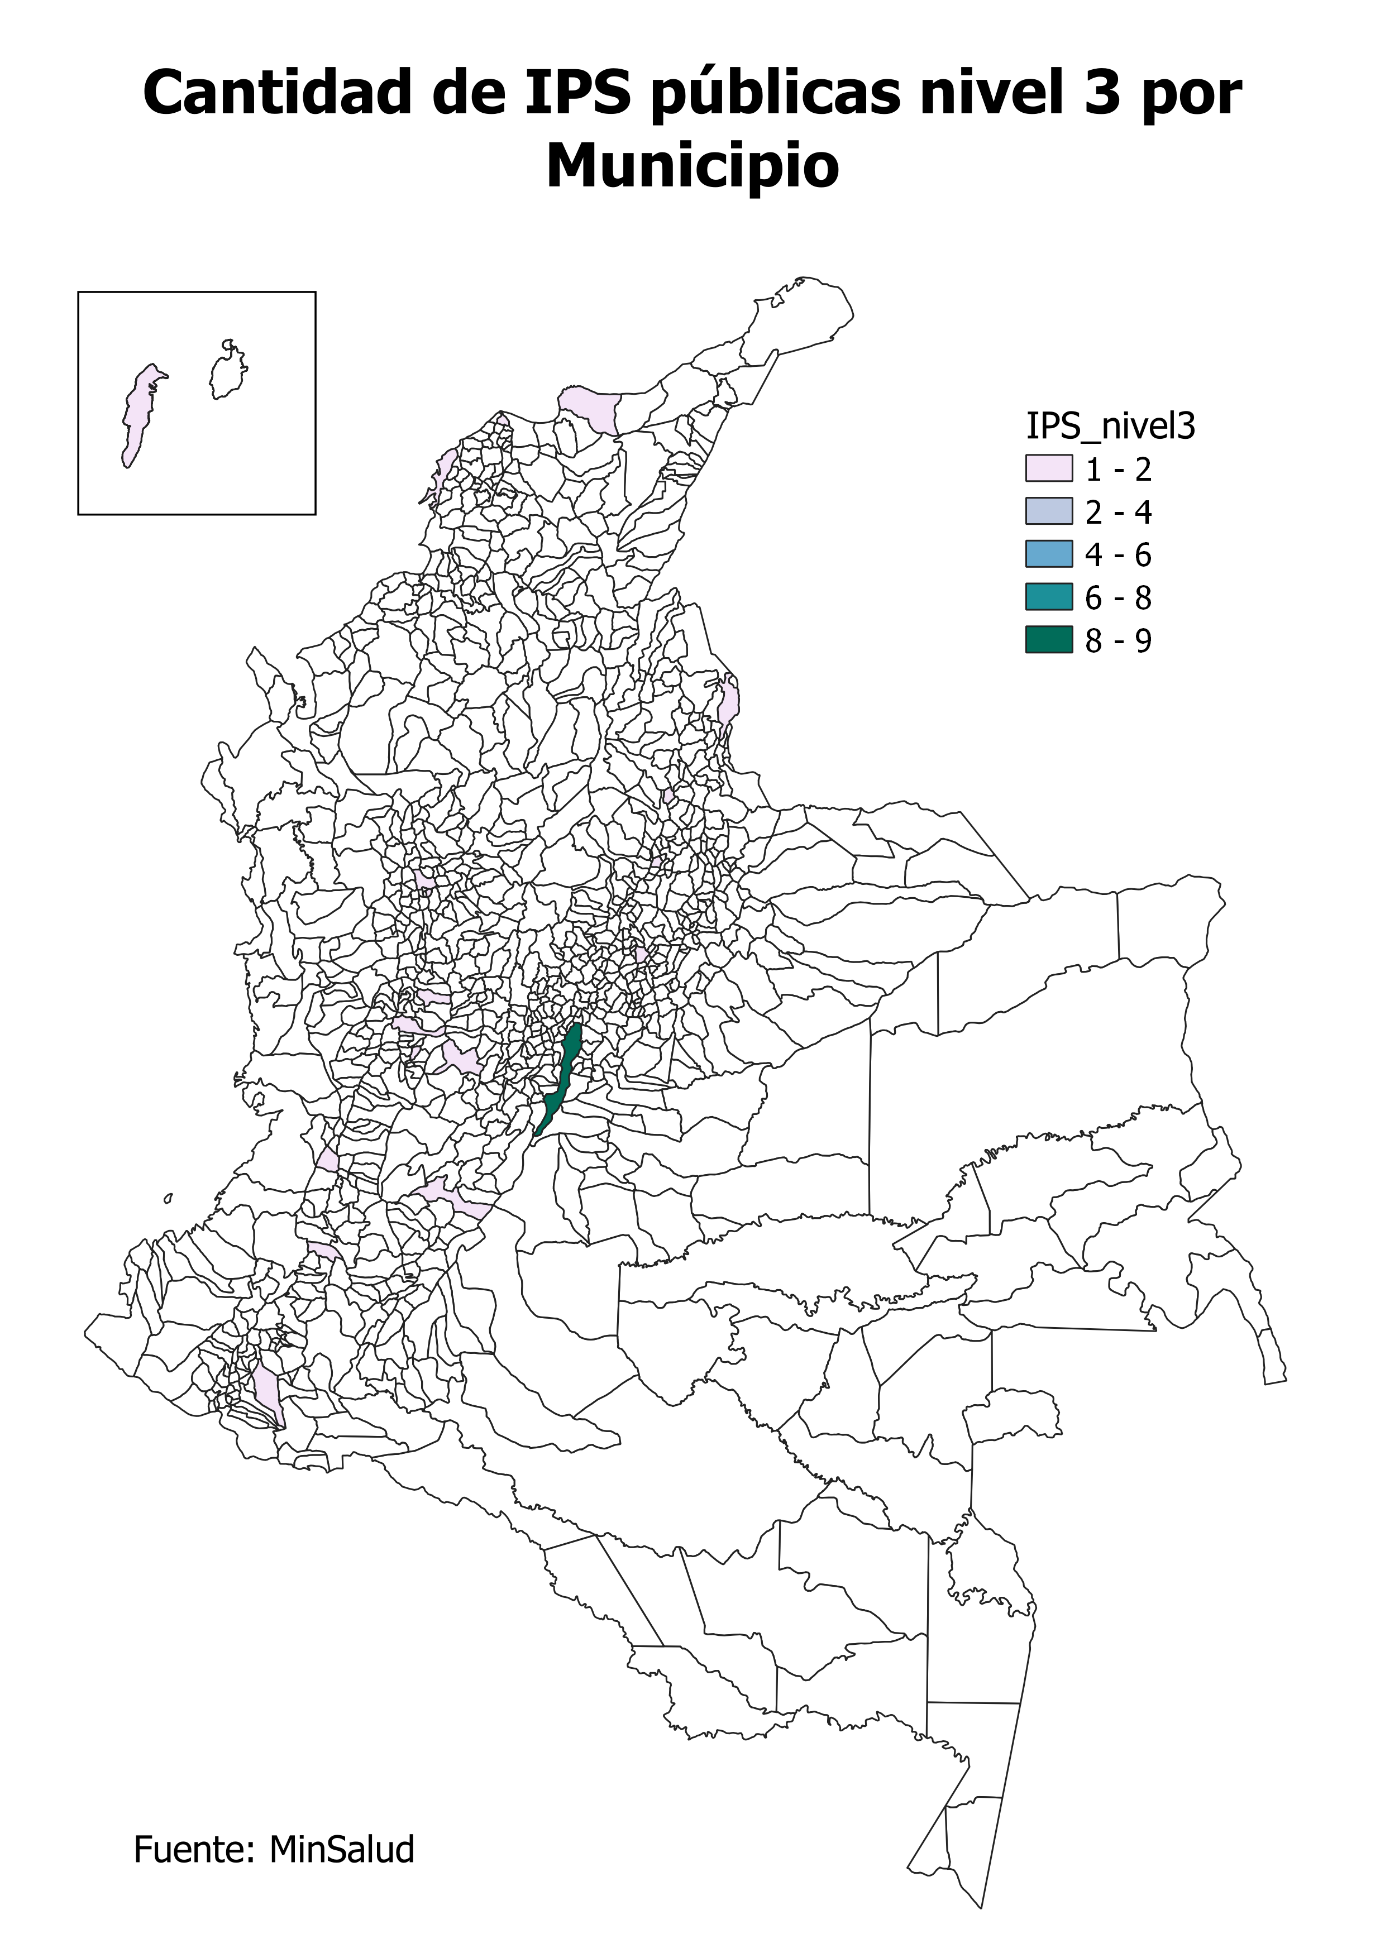 Cantidad de IPS públicas nivel 3 por
Municipio
IPS_nivel3
1 - 2
2 - 4
4 - 6
6 - 8
8 - 9
Fuente: MinSalud